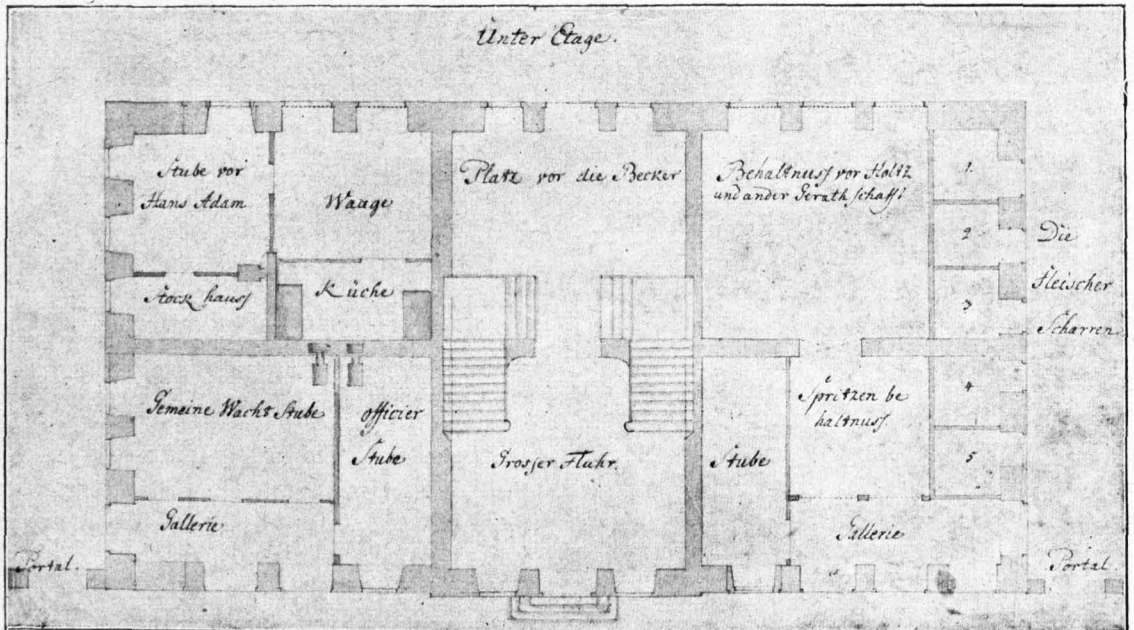 Unter Etage.
Stube vor
Hans Adam
Waage
Platz vor die Becker
Behaltnuss vor Holtz
und ander Gerathschafft
1.
2
3
4
5
Die
Fleischer
Scharren
Stock hauss
Küche
Gemeine Wacht Stube
officier
Stube
Grosser Fluhr.
Stube
Spritzen be
haltnuss
Gallerie
Gallerie
Portal.
Portal